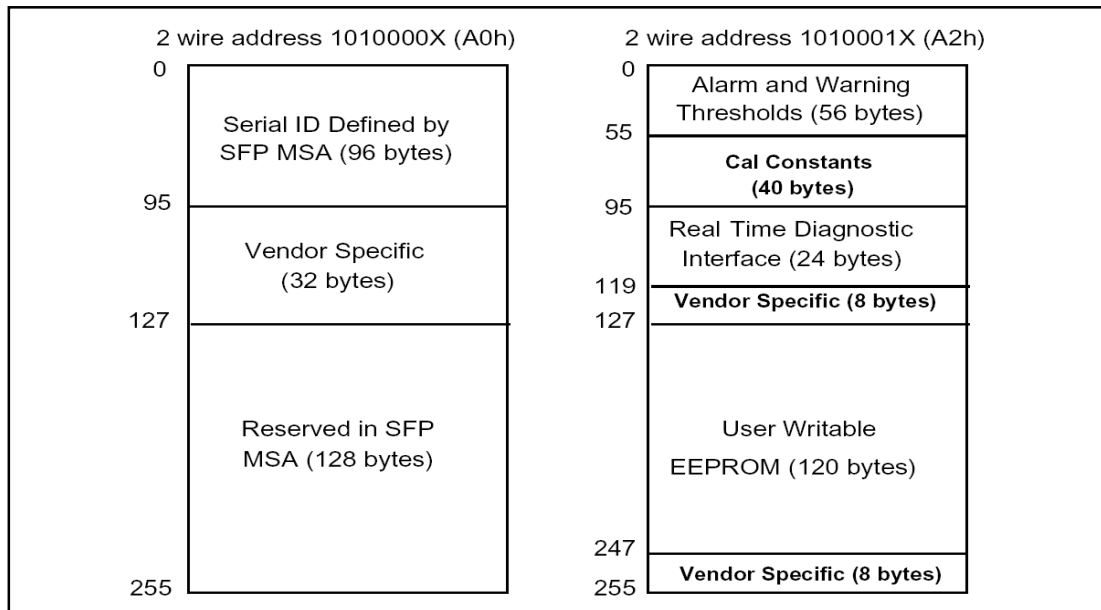 2 wire address 1010000X (A0h)
0
Serial ID Defined by
SFP MSA (96 bytes)
95
Vendor Specific
(32 bytes)
127
Reserved in SFP
MSA (128 bytes)
255
2 wire address 1010001X (A2h)
0
Alarm and Warning
Thresholds (56 bytes)
55
Cal Constants
(40 bytes)
95
Real Time Diagnostic
Interface (24 bytes)
119
Vendor Specific (8 bytes)
127
User Writable
EEPROM (120 bytes)
247
Vendor Specific (8 bytes)
255